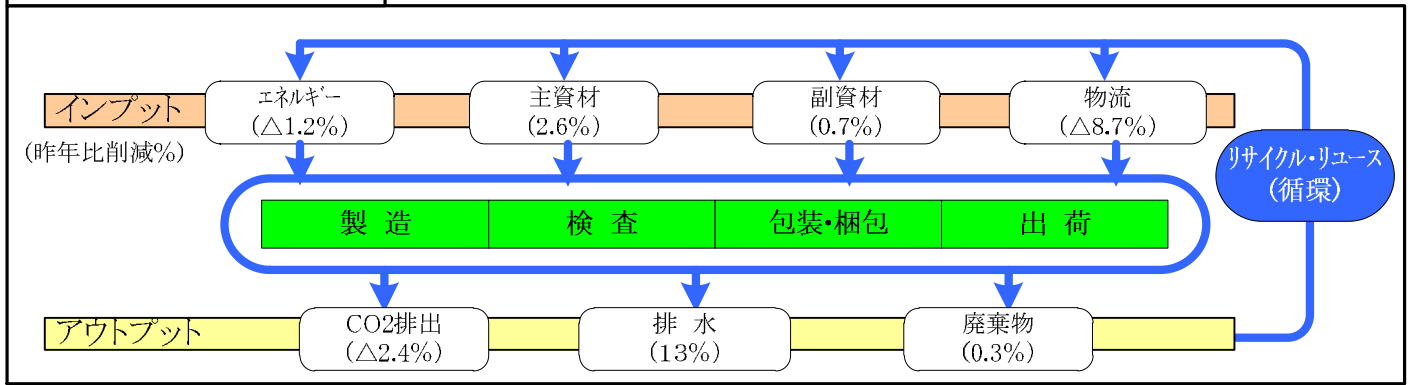 インプット
(昨年比削減%)
エネルギー
(△1.2%)
主資材
(2.6%)
副資材
(0.7%)
物流
(△8.7%)
リサイクル・リユース
(循環)
製 造
検 査
包装・梱包
出 荷
アウトプット
CO2排出
(△2.4%)
排 水
(13%)
廃棄物
(0.3%)